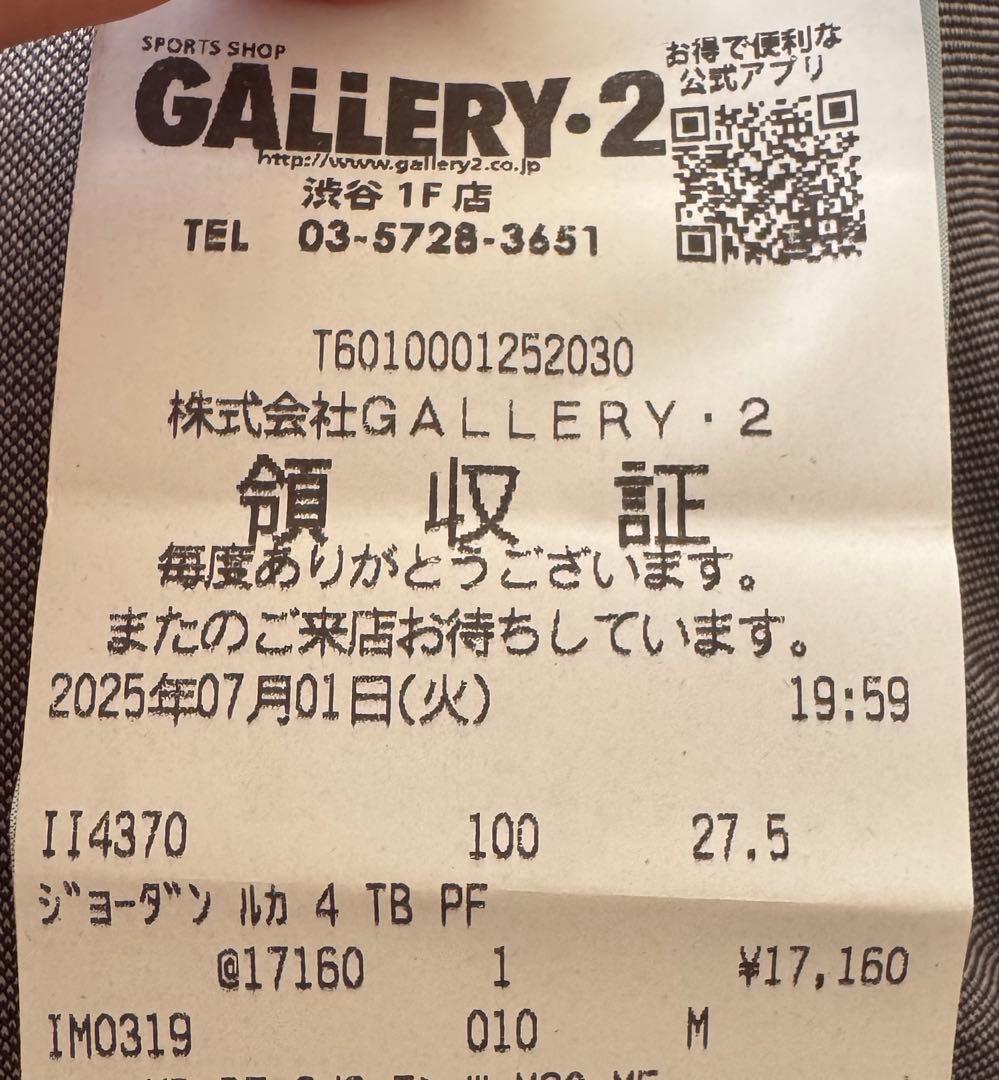 SPORTS SHOP
GALLERY・2
http://www.gallery2.co.jp
渋谷 1F 店
TEL 03-5728-3651
お得で便利な
公式アプリ
T6010001252030
株式会社GALLERY・2
領 収 証
毎度ありがとうございます。
またのご来店お待ちしています。
2025年07月01日(火) 19:59
II4370 100 27.5
ジョーダン ルカ 4 TB PF
@17160 1 ¥17,160
IM0319 010 M